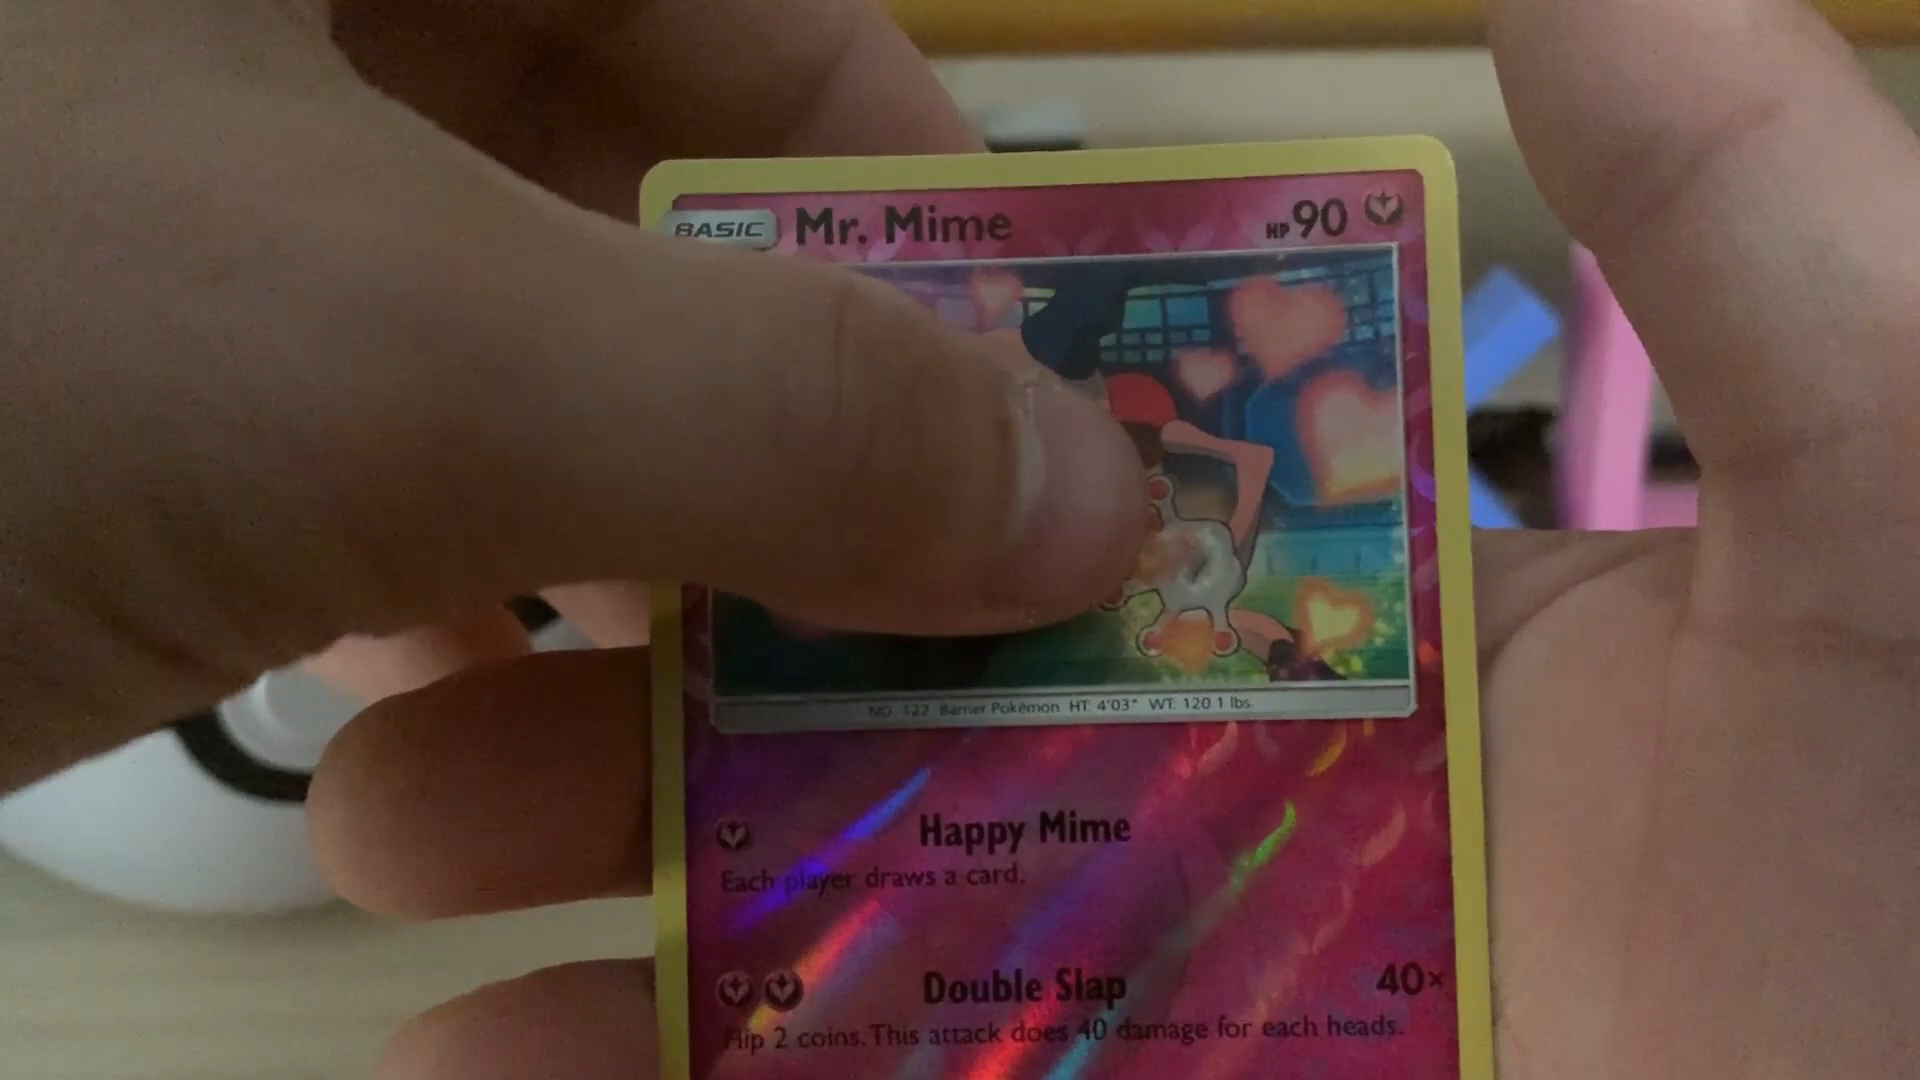 BASIC Mr. Mime HP 90
NO. 122 Barrier Pokémon HT: 4'03" WT: 120.1 lbs.
Happy Mime
Each player draws a card.
Double Slap 40×
Flip 2 coins. This attack does 40 damage for each heads.